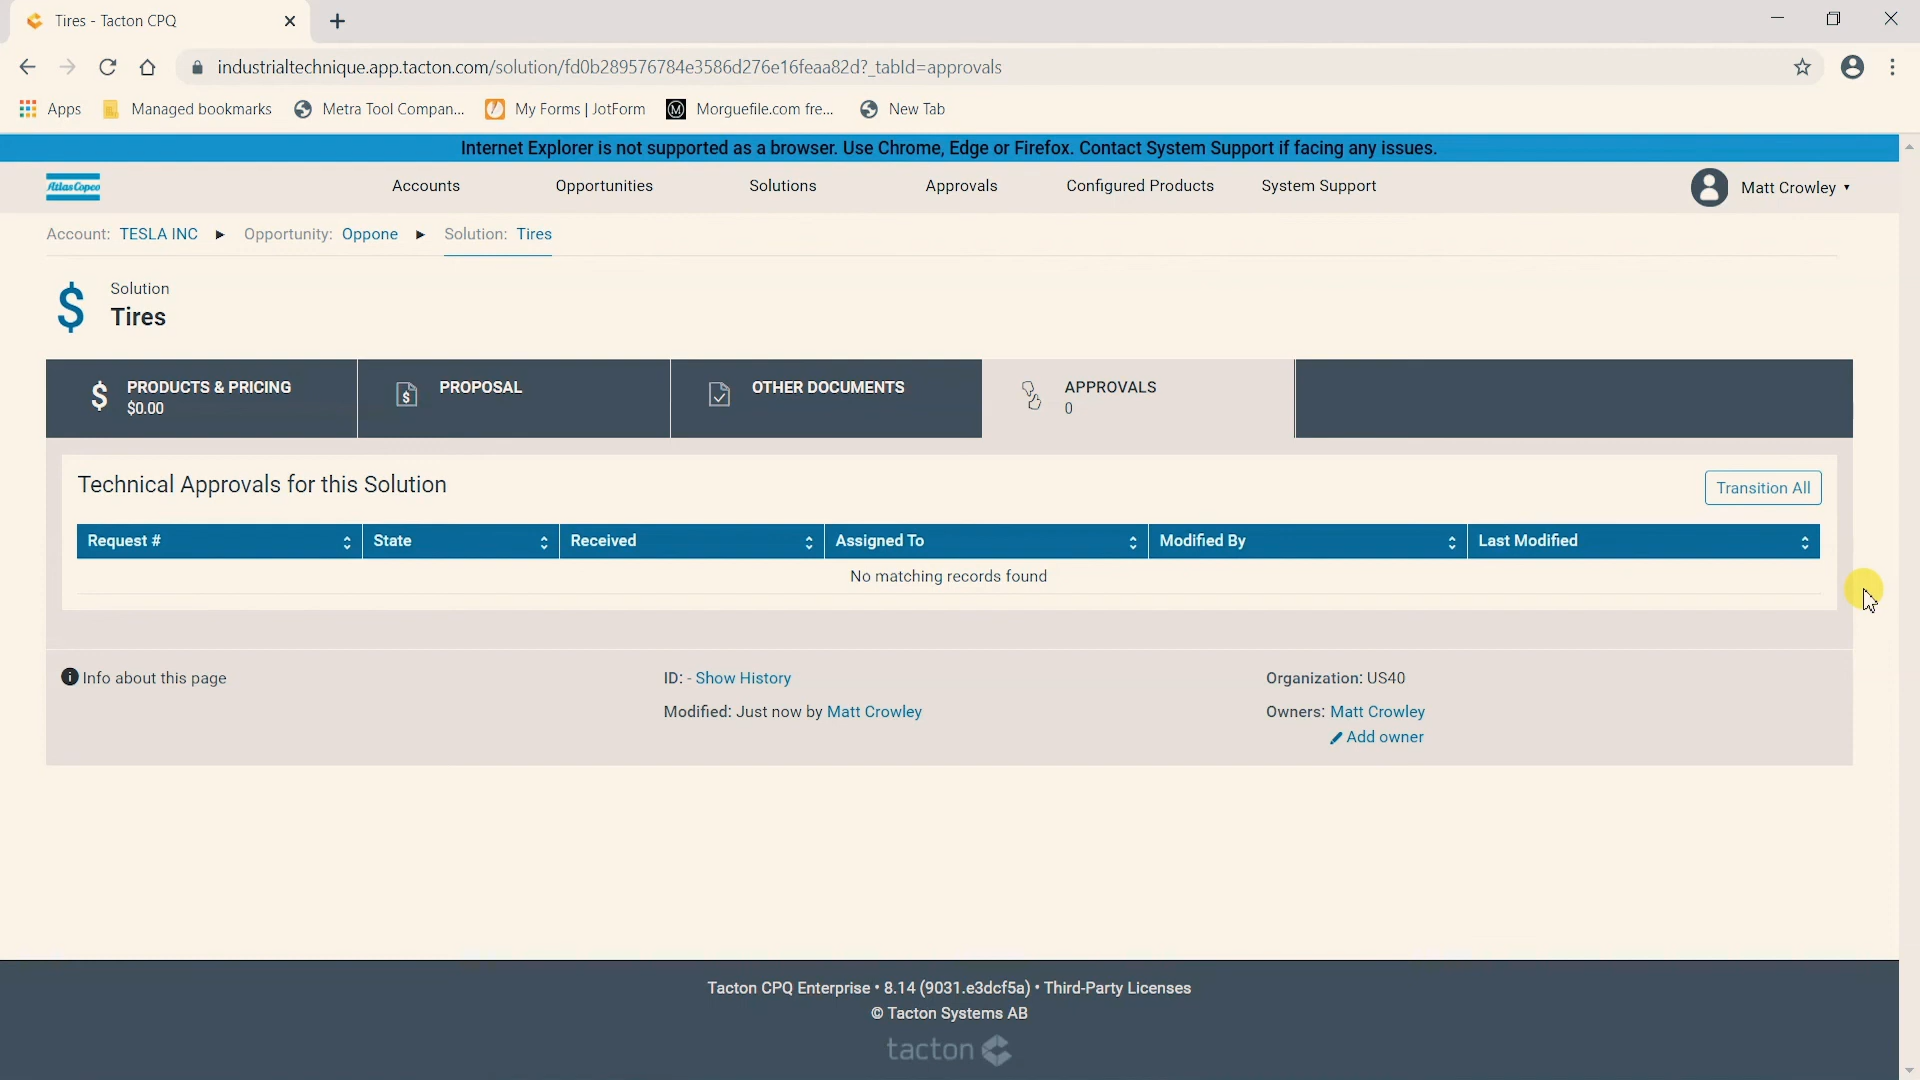 Tires - Tacton CPQ
industrialtechnique.app.tacton.com/solution/fd0b289576784e3586d276e16feaa82d?_tabId=approvals
Apps Managed bookmarks Metra Tool Compan... My Forms | JotForm Morguefile.com fre... New Tab
Internet Explorer is not supported as a browser. Use Chrome, Edge or Firefox. Contact System Support if facing any issues.
Atlas Copco Accounts Opportunities Solutions Approvals Configured Products System Support Matt Crowley
Account: TESLA INC ▶ Opportunity: Oppone ▶ Solution: Tires
$ Solution
Tires
$ PRODUCTS & PRICING $ PROPOSAL OTHER DOCUMENTS APPROVALS
$0.00 0
Technical Approvals for this Solution Transition All
Request # State Received Assigned To Modified By Last Modified
No matching records found
Info about this page ID: - Show History Organization: US40
Modified: Just now by Matt Crowley Owners: Matt Crowley
Add owner
Tacton CPQ Enterprise • 8.14 (9031.e3dcf5a) • Third-Party Licenses
© Tacton Systems AB
tacton